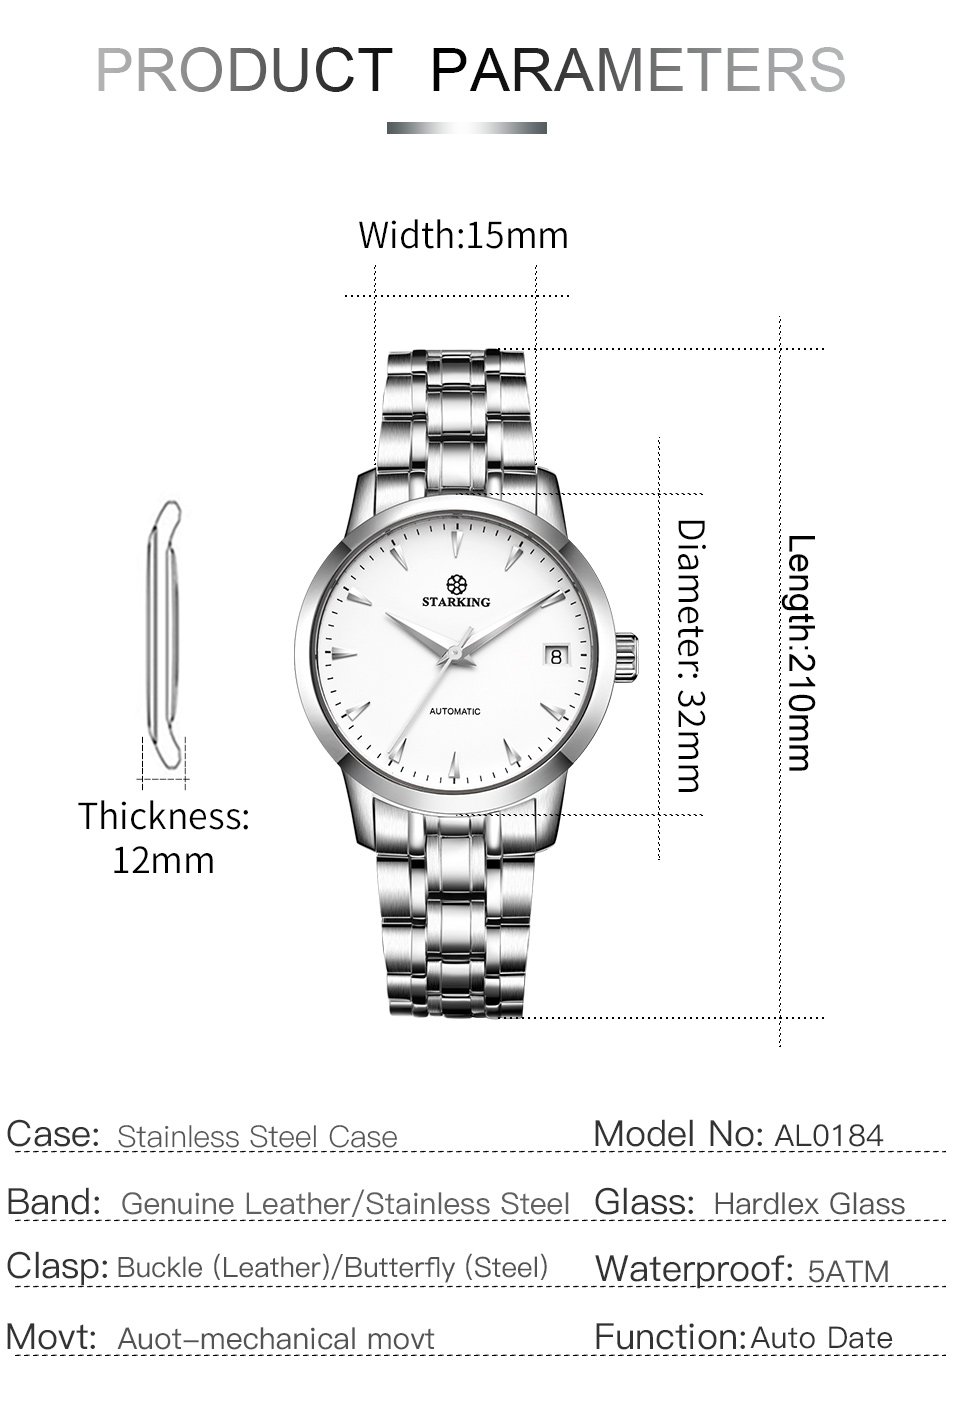 PRODUCT PARAMETERS
Width:15mm
STARKING
8
AUTOMATIC
Diameter: 32mm
Length:210mm
Thickness:
12mm
Case: Stainless Steel Case
Model No: AL0184
Band: Genuine Leather/Stainless Steel
Glass: Hardlex Glass
Clasp: Buckle (Leather)/Butterfly (Steel)
Waterproof: 5ATM
Movt: Auot-mechanical movt
Function:Auto Date